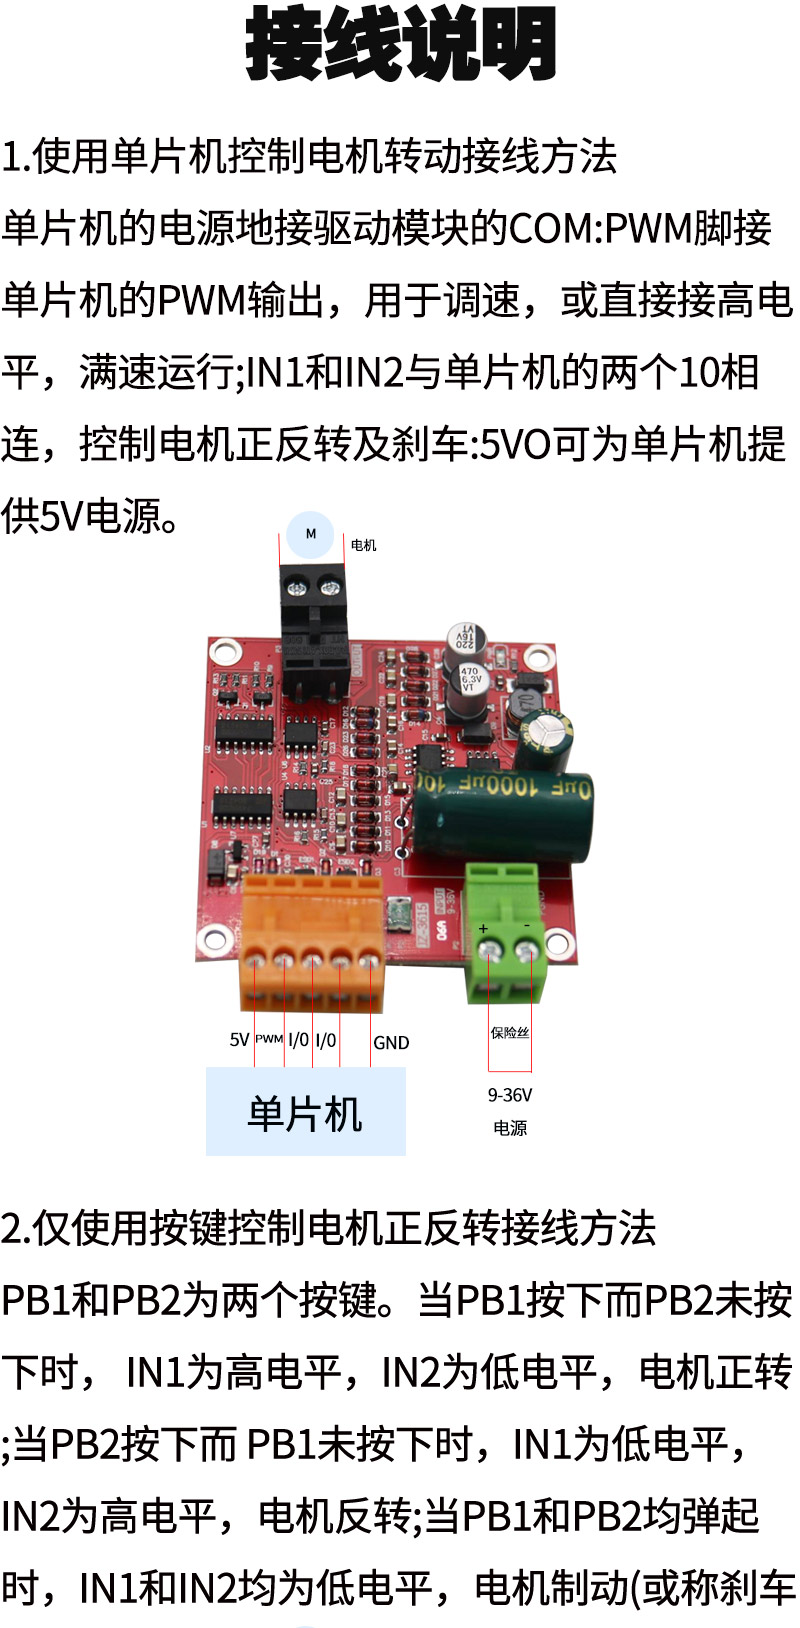 接线说明
1.使用单片机控制电机转动接线方法
单片机的电源地接驱动模块的COM:PWM脚接
单片机的PWM输出，用于调速，或直接接高电
平，满速运行;IN1和IN2与单片机的两个10相
连，控制电机正反转及刹车:5VO可为单片机提
供5V电源。
M
电机
220
16V
VT
470
6.3V
VT
1000μF
INPUT
9-36V
+ -
5V PWM I/0 I/0 GND
保险丝
单片机
9-36V
电源
2.仅使用按键控制电机正反转接线方法
PB1和PB2为两个按键。当PB1按下而PB2未按
下时， IN1为高电平，IN2为低电平，电机正转
;当PB2按下而 PB1未按下时，IN1为低电平，
IN2为高电平，电机反转;当PB1和PB2均弹起
时，IN1和IN2均为低电平，电机制动(或称刹车